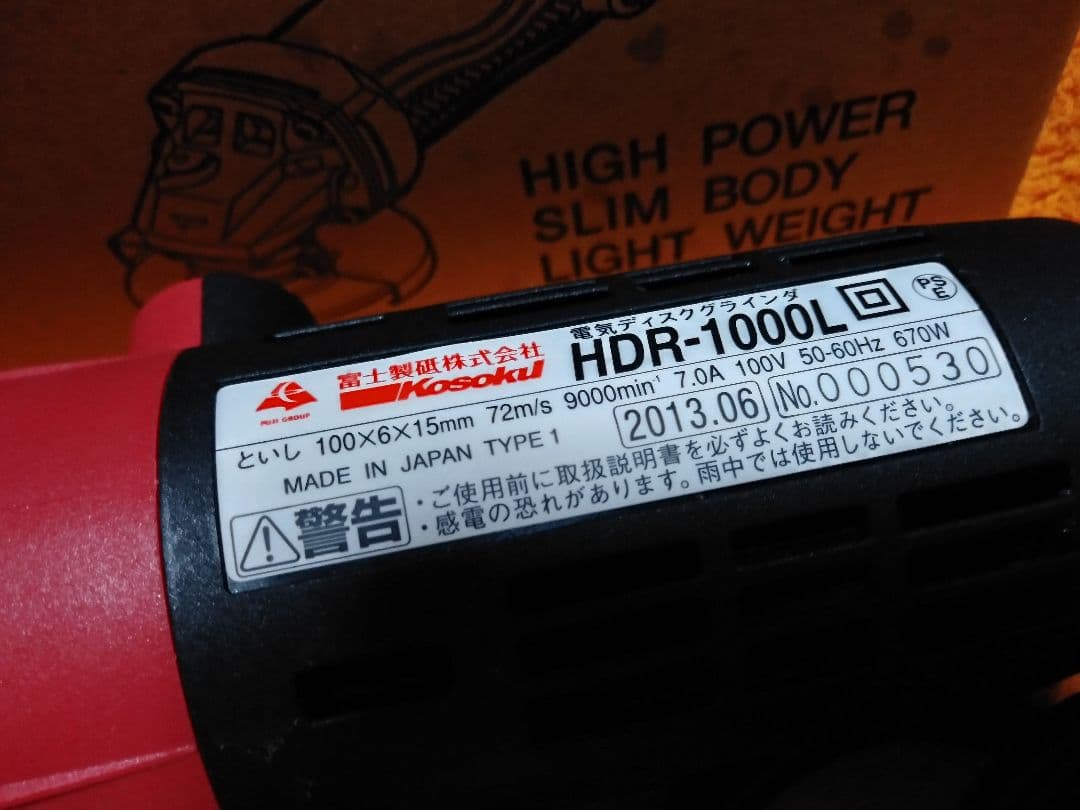 HIGH POWER
SLIM BODY
LIGHT WEIGHT
電気ディスクグラインダ
富士製砥株式会社 HDR-1000L PSE
FUJI GROUP Kosoku
といし 100×6×15mm 72m/s 9000min⁻¹ 7.0A 100V 50-60Hz 670W
MADE IN JAPAN TYPE 1 2013.06 No.000530
警告 ・ご使用前に取扱説明書を必ずよくお読みください。
・感電の恐れがあります。雨中では使用しないでください。